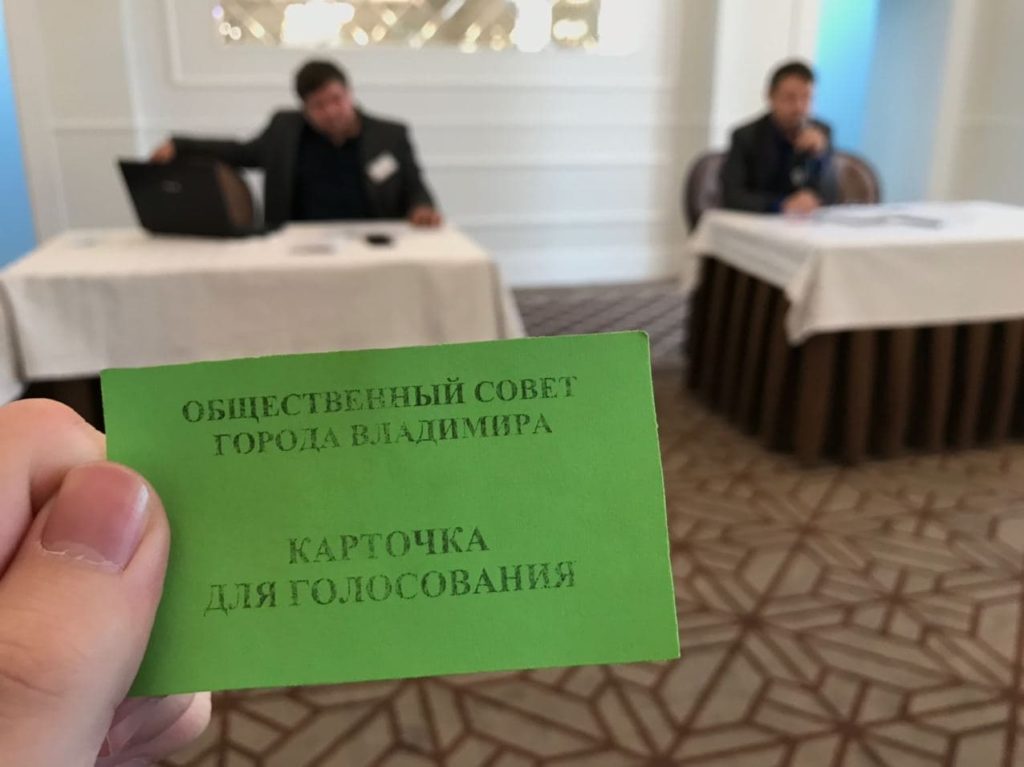 ОБЩЕСТВЕННЫЙ СОВЕТ
ГОРОДА ВЛАДИМИРА
КАРТОЧКА
ДЛЯ ГОЛОСОВАНИЯ